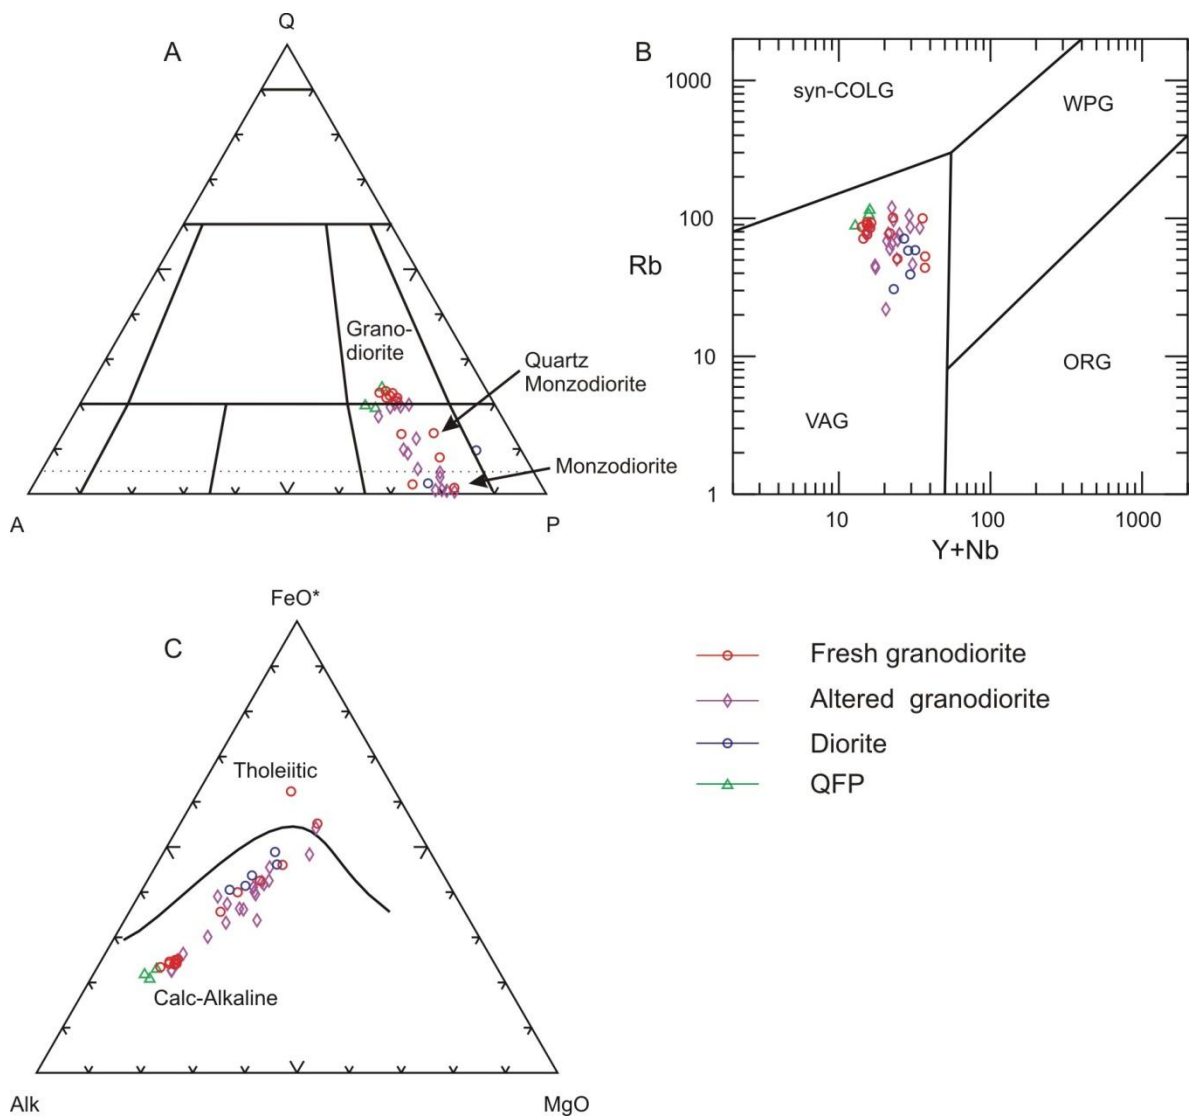 Q
A
Grano-
diorite
Quartz
Monzodiorite
Monzodiorite
A
P
B
1000
100
Rb
10
1
syn-COLG
WPG
ORG
VAG
10
100
1000
Y+Nb
FeO*
C
Tholeiitic
Calc-Alkaline
Alk
MgO
Fresh granodiorite
Altered granodiorite
Diorite
QFP